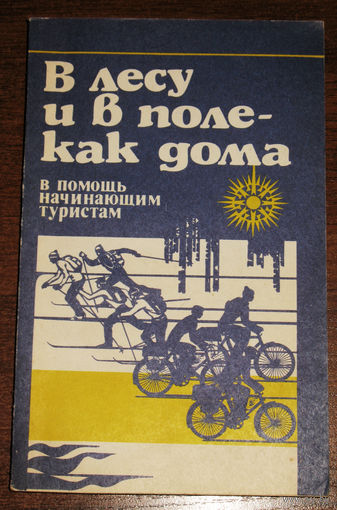 В лесу
и в поле-
как дома
в помощь
начинающим
туристам